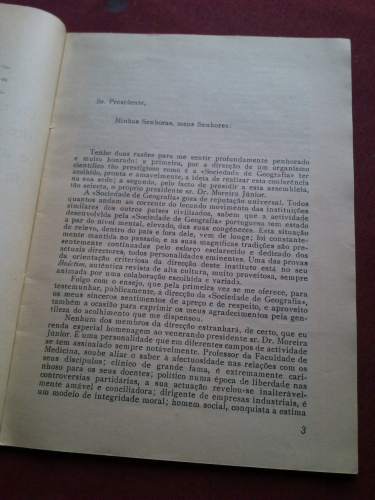 Sr. Presidente,
Minhas Senhoras, meus Senhores:
Tenho duas razões para me sentir profundamente penhorado
e muito honrado: a primeira, por a direcção de um organismo
científico tão prestigioso como é a «Sociedade de Geografia» ter
acolhido, pronta e amavelmente, a ideia de realizar esta conferência
na sua sede; a segunda, pelo facto de presidir a esta assembleia,
tão selecta, o próprio presidente sr. Dr. Moreira Júnior.
A «Sociedade de Geografia» goza de reputação universal. Todos
quantos andam ao corrente do fecundo movimento das instituïções
similares dos outros países civilizados, sabem que a actividade
desenvolvida pela «Sociedade de Geografia» portuguesa tem estado
a par do nível mental, elevado, das suas congéneres. Esta situação
de relevo, dentro do país e fora dele, vem de longe; foi constante-
mente mantida no passado, e as suas magníficas tradições são pre-
sentemente continuadas pelo esforço esclarecido e dedicado dos
actuais directores, todos personalidades eminentes. Uma das provas
da orientação criteriosa da direcção deste instituto está no seu
Boletim, autêntica revista de alta cultura, muito proveitosa, sempre
animada por uma colaboração escolhida e variada.
Folgo com o ensejo, que pela primeira vez se me oferece, para
testemunhar, públicamente, à direcção da «Sociedade de Geografia»,
os meus sinceros sentimentos de apreço e de respeito, e aproveito
também a ocasião para exprimir os meus agradecimentos pela gen-
tileza do acolhimento que me dispensou.
Nenhum dos membros da direcção estranhará, de certo, que eu
renda especial homenagem ao venerando presidente sr. Dr. Moreira
Júnior. É uma personalidade que em diferentes campos de actividade
se tem assinalado sempre notàvelmente. Professor da Faculdade de
Medicina, soube aliar o saber à afectuosidade nas relações com os
seus discípulos; clínico de grande fama, é extremamente cari-
nhoso para os seus doentes; político numa época de liberdade nas
controvérsias partidárias, a sua actuação revelou-se inalteràvel-
mente amável e conciliadora; dirigente de empresas industriais, é
um modelo de integridade moral; homem social, conquista a estima
3